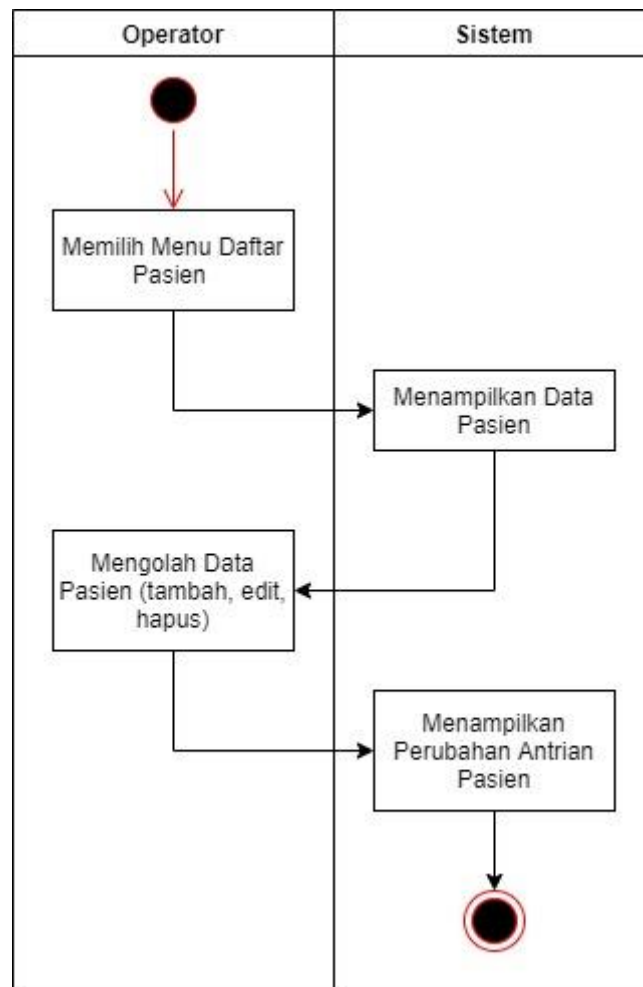 Operator
Sistem
Memilih Menu Daftar
Pasien
Menampilkan Data
Pasien
Mengolah Data
Pasien (tambah, edit,
hapus)
Menampilkan
Perubahan Antrian
Pasien